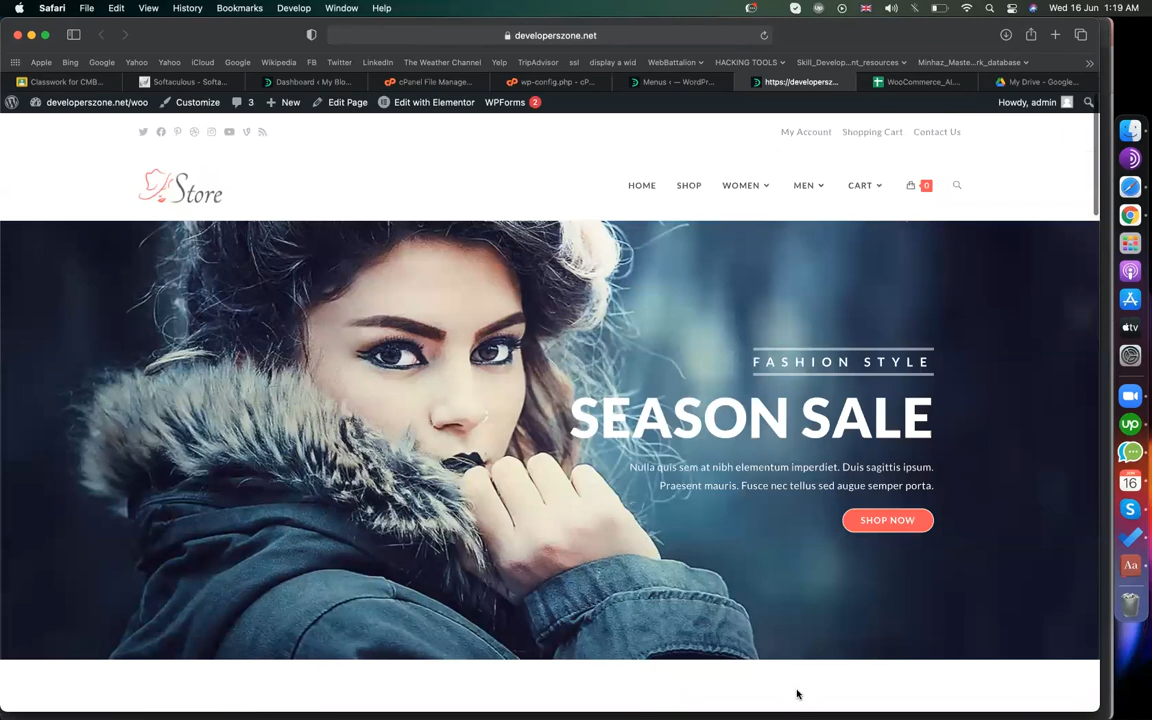 Safari File Edit View History Bookmarks Develop Window Help Wed 16 Jun 1:19 AM
developerszone.net
Apple Bing Google Yahoo Yahoo iCloud Google Wikipedia FB Twitter LinkedIn The Weather Channel Yelp TripAdvisor ssl display a wid WebBattalion HACKING TOOLS Skill_Develop...nt_resources Minhaz_Maste...rk_database
Classwork for CMB... Softaculous - Softa... Dashboard ‹ My Blo... cPanel File Manage... wp-config.php - cP... Menus ‹ — WordPr... https://developersz... WooCommerce_AL... My Drive - Google...
developerszone.net/woo Customize 3 New Edit Page Edit with Elementor WPForms 2 Howdy, admin
My Account Shopping Cart Contact Us
Store HOME SHOP WOMEN MEN CART 0
FASHION STYLE
SEASON SALE
Nulla quis sem at nibh elementum imperdiet. Duis sagittis ipsum.
Praesent mauris. Fusce nec tellus sed augue semper porta.
SHOP NOW
up
JUN
16
Aa
tv